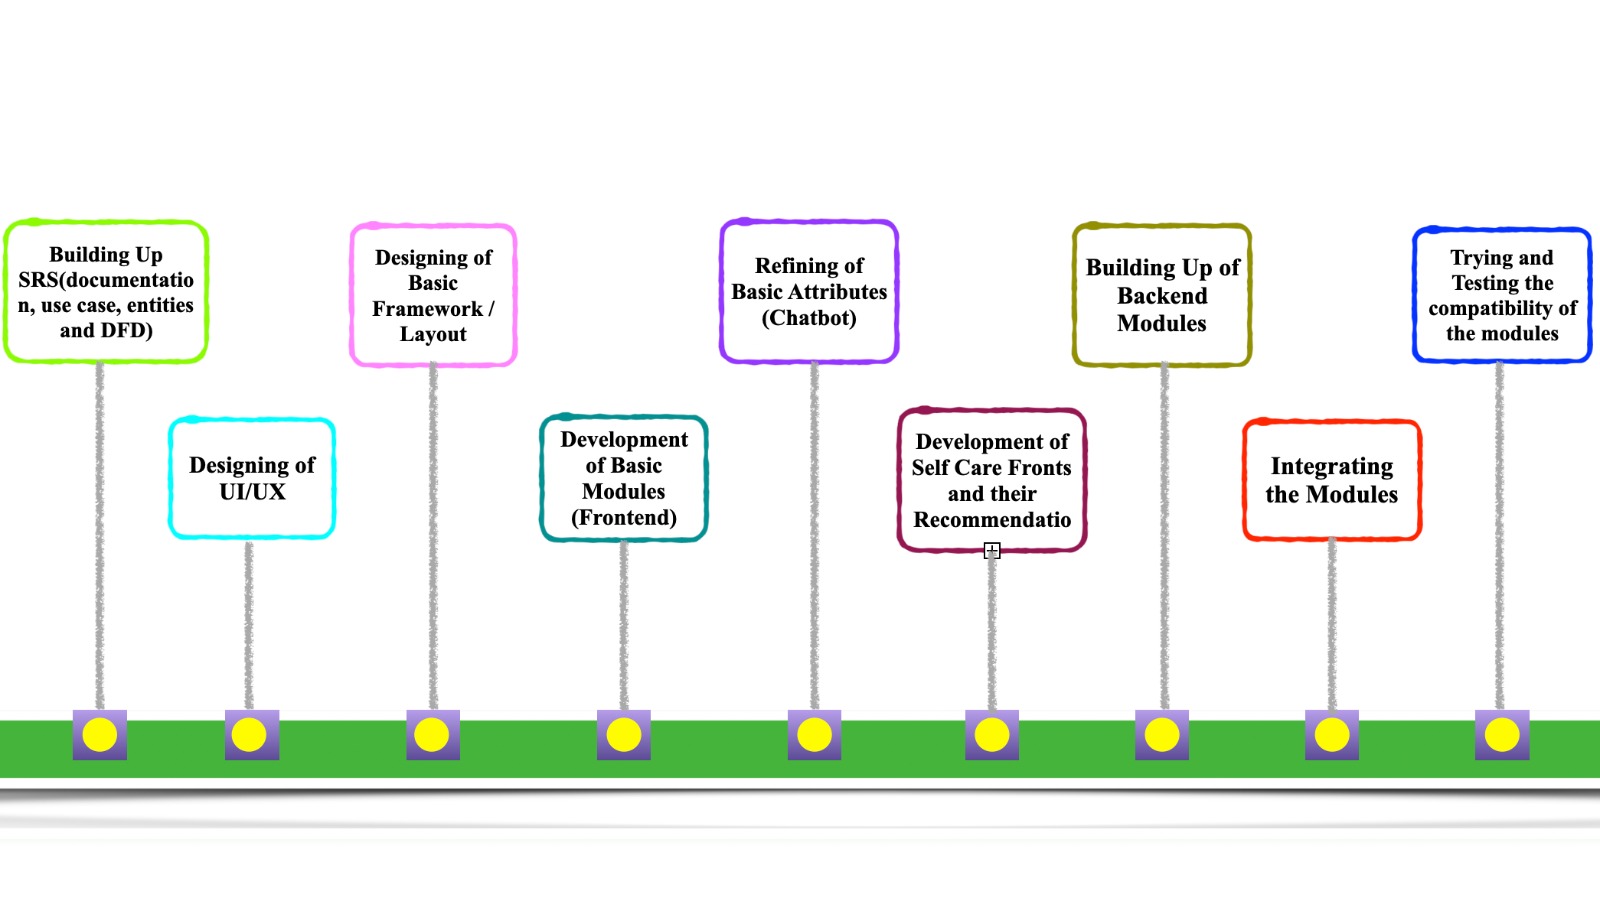 Building Up
SRS(documentatio
n, use case, entities
and DFD)
Designing of
UI/UX
Designing of
Basic
Framework /
Layout
Development
of Basic
Modules
(Frontend)
Refining of
Basic Attributes
(Chatbot)
Development of
Self Care Fronts
and their
Recommendatio
Building Up of
Backend
Modules
Integrating
the Modules
Trying and
Testing the
compatibility of
the modules